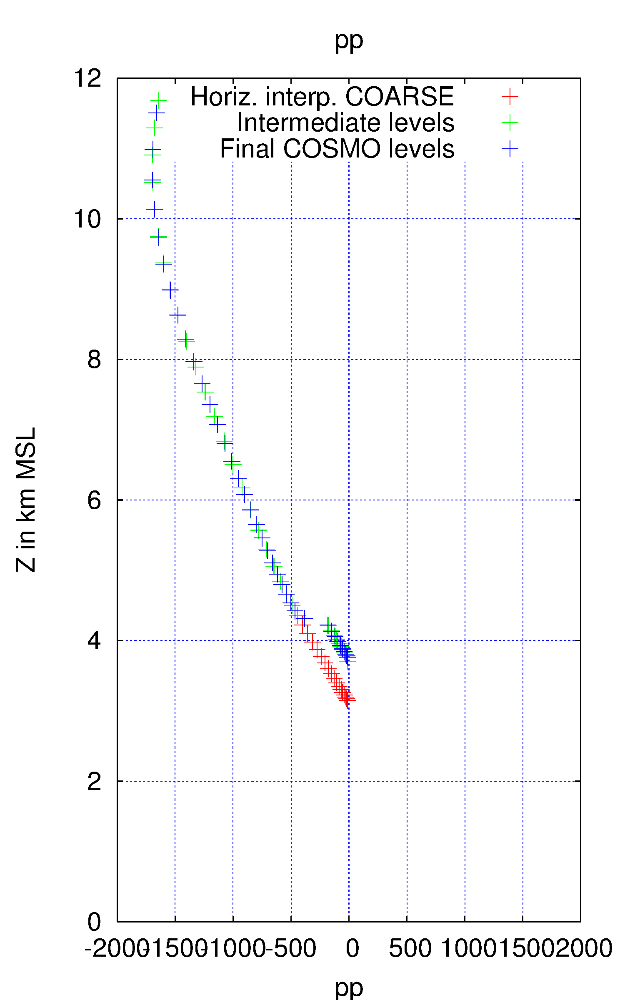 pp
12
Horiz. interp. COARSE
Intermediate levels
Final COSMO levels
10
8
6
4
2
0
Z in km MSL
-2000 -1500 -1000 -500 0 500 1000 1500 2000
pp